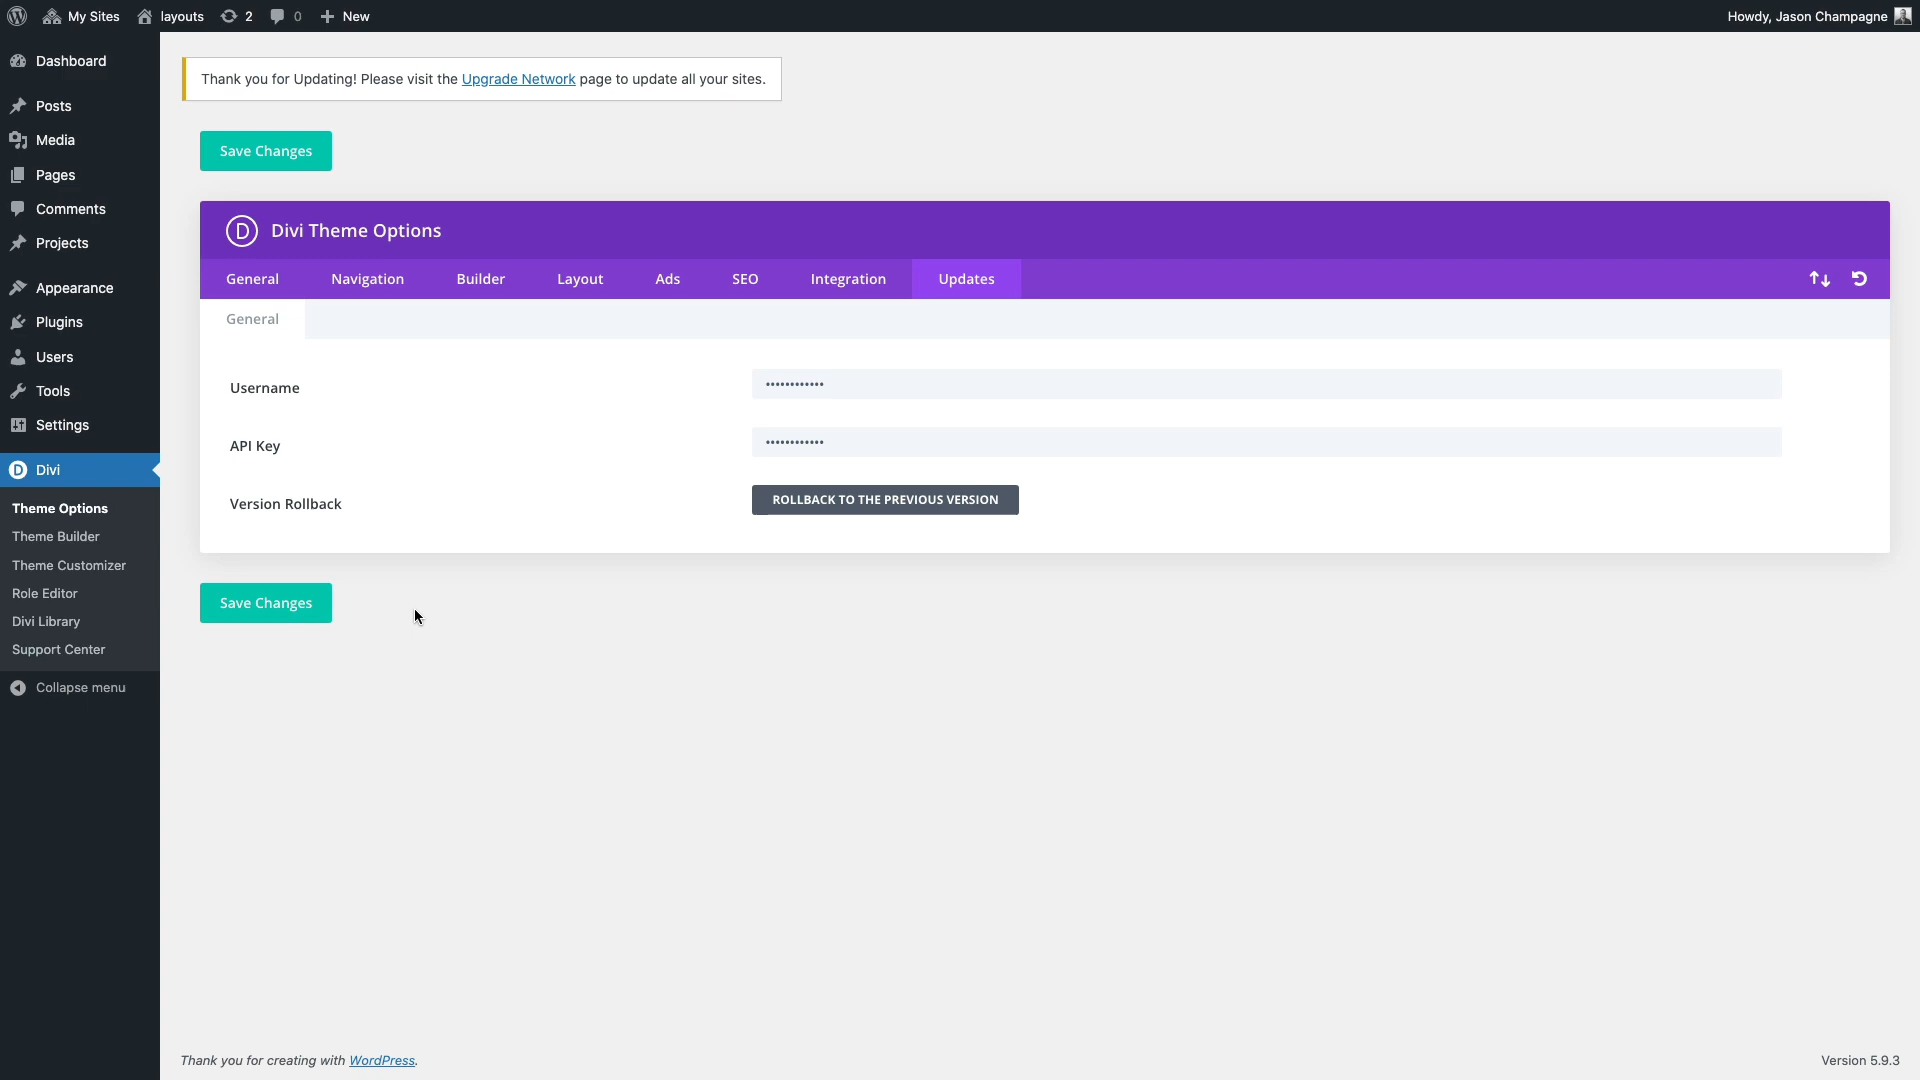 My Sites layouts 2 0 New Howdy, Jason Champagne
Dashboard
Posts
Media
Pages
Comments
Projects
Appearance
Plugins
Users
Tools
Settings
D Divi
Theme Options
Theme Builder
Theme Customizer
Role Editor
Divi Library
Support Center
Collapse menu
Thank you for Updating! Please visit the Upgrade Network page to update all your sites.
Save Changes
D Divi Theme Options
General Navigation Builder Layout Ads SEO Integration Updates
General
Username ••••••••••••
API Key ••••••••••••
Version Rollback ROLLBACK TO THE PREVIOUS VERSION
Save Changes
Thank you for creating with WordPress. Version 5.9.3